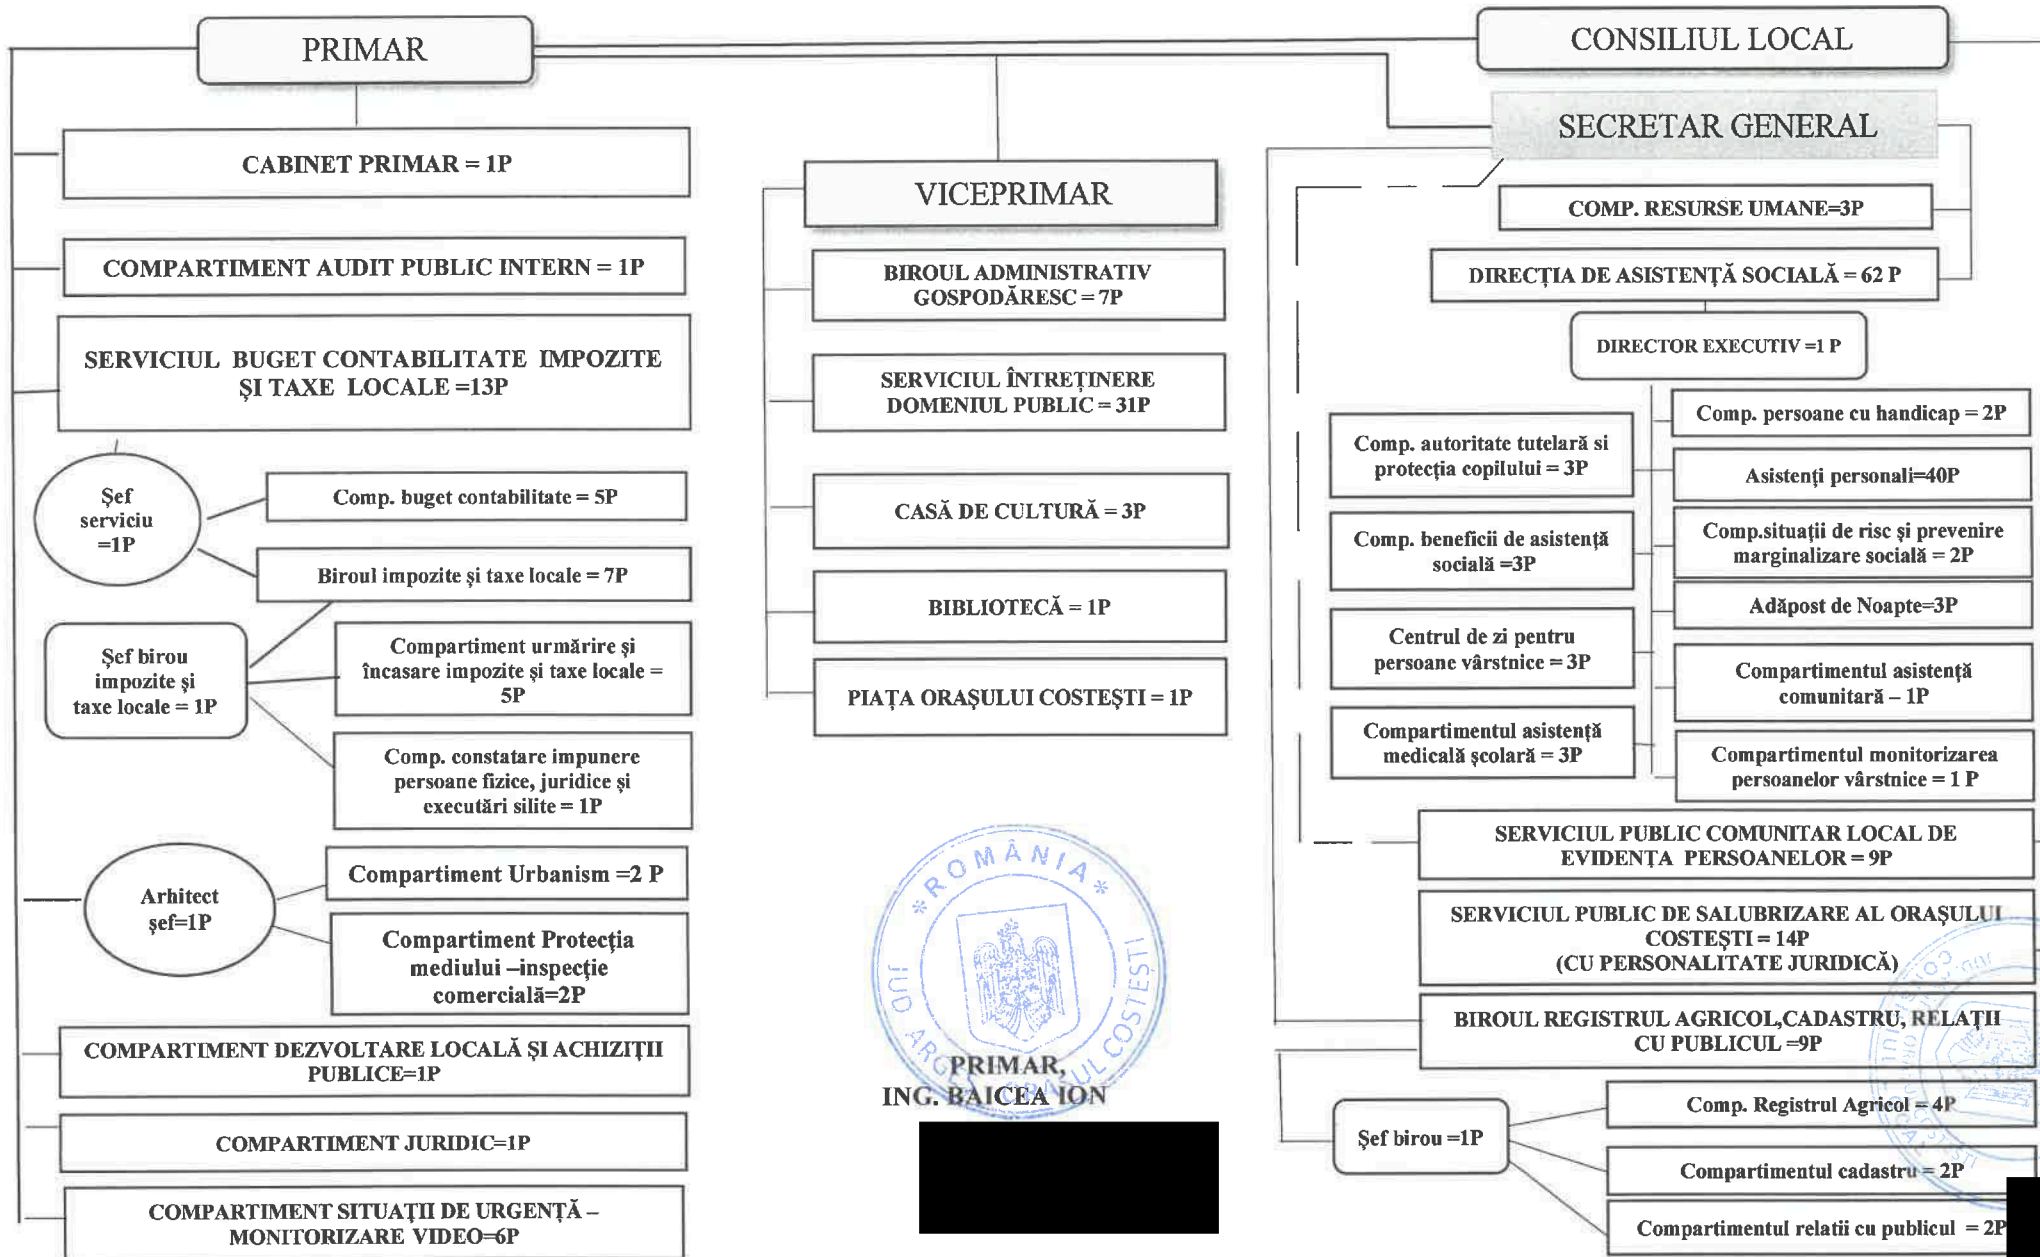 PRIMAR
CONSILIUL LOCAL
SECRETAR GENERAL
CABINET PRIMAR = 1P
COMPARTIMENT AUDIT PUBLIC INTERN = 1P
SERVICIUL BUGET CONTABILITATE IMPOZITE
ȘI TAXE LOCALE =13P
Șef
serviciu
=1P
Comp. buget contabilitate = 5P
Biroul impozite și taxe locale = 7P
Șef birou
impozite și
taxe locale = 1P
Compartiment urmărire și
încasare impozite și taxe locale =
5P
Comp. constatare impunere
persoane fizice, juridice și
executări silite = 1P
Arhitect
șef=1P
Compartiment Urbanism =2 P
Compartiment Protecția
mediului –inspecție
comercială=2P
COMPARTIMENT DEZVOLTARE LOCALĂ ȘI ACHIZIȚII
PUBLICE=1P
COMPARTIMENT JURIDIC=1P
COMPARTIMENT SITUAȚII DE URGENȚĂ –
MONITORIZARE VIDEO=6P
VICEPRIMAR
BIROUL ADMINISTRATIV
GOSPODĂRESC = 7P
SERVICIUL ÎNTREȚINERE
DOMENIUL PUBLIC = 31P
CASĂ DE CULTURĂ = 3P
BIBLIOTECĂ = 1P
PIAȚA ORAȘULUI COSTEȘTI = 1P
*ROMÂNIA*
JUD ARGEȘ ORAȘUL COSTEȘTI
PRIMAR,
ING. BAICEA ION
COMP. RESURSE UMANE=3P
DIRECȚIA DE ASISTENȚĂ SOCIALĂ = 62 P
DIRECTOR EXECUTIV =1 P
Comp. autoritate tutelară si
protecția copilului = 3P
Comp. beneficii de asistență
socială =3P
Centrul de zi pentru
persoane vârstnice = 3P
Compartimentul asistență
medicală școlară = 3P
Comp. persoane cu handicap = 2P
Asistenți personali=40P
Comp.situații de risc și prevenire
marginalizare socială = 2P
Adăpost de Noapte=3P
Compartimentul asistență
comunitară – 1P
Compartimentul monitorizarea
persoanelor vârstnice = 1 P
SERVICIUL PUBLIC COMUNITAR LOCAL DE
EVIDENȚA PERSOANELOR = 9P
SERVICIUL PUBLIC DE SALUBRIZARE AL ORAȘULUI
COSTEȘTI = 14P
(CU PERSONALITATE JURIDICĂ)
BIROUL REGISTRUL AGRICOL,CADASTRU, RELAȚII
CU PUBLICUL =9P
Șef birou =1P
Comp. Registrul Agricol = 4P
Compartimentul cadastru = 2P
Compartimentul relatii cu publicul = 2P